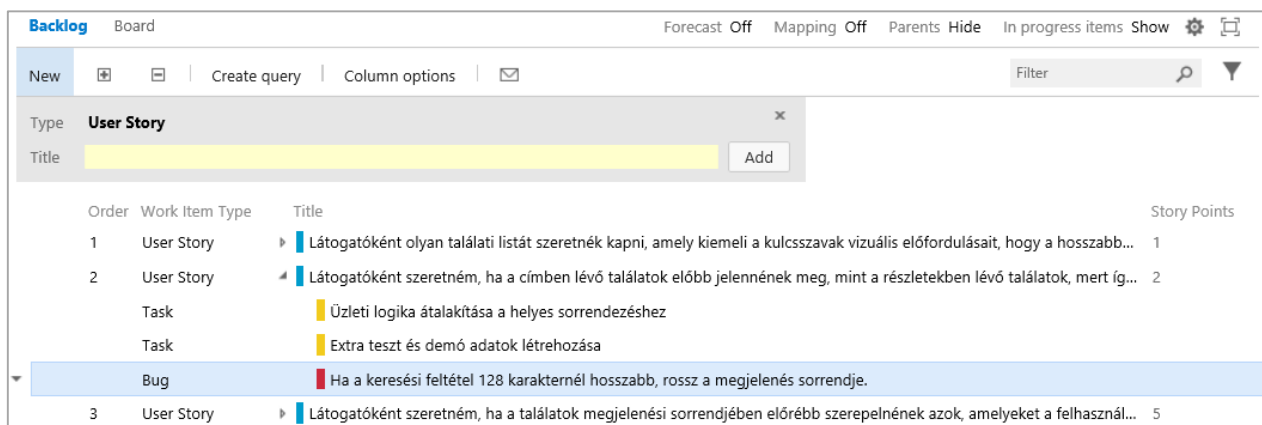 Backlog Board Forecast Off Mapping Off Parents Hide In progress items Show
New Create query Column options Filter
Type User Story
Title Add
Order Work Item Type Title Story Points
1 User Story Látogatóként olyan találati listát szeretnék kapni, amely kiemeli a kulcsszavak vizuális előfordulásait, hogy a hosszabb... 1
2 User Story Látogatóként szeretném, ha a címben lévő találatok előbb jelennének meg, mint a részletekben lévő találatok, mert íg... 2
Task Üzleti logika átalakítása a helyes sorrendezéshez
Task Extra teszt és demó adatok létrehozása
Bug Ha a keresési feltétel 128 karakternél hosszabb, rossz a megjelenés sorrendje.
3 User Story Látogatóként szeretném, ha a találatok megjelenési sorrendjében előrébb szerepelnének azok, amelyeket a felhasznál... 5